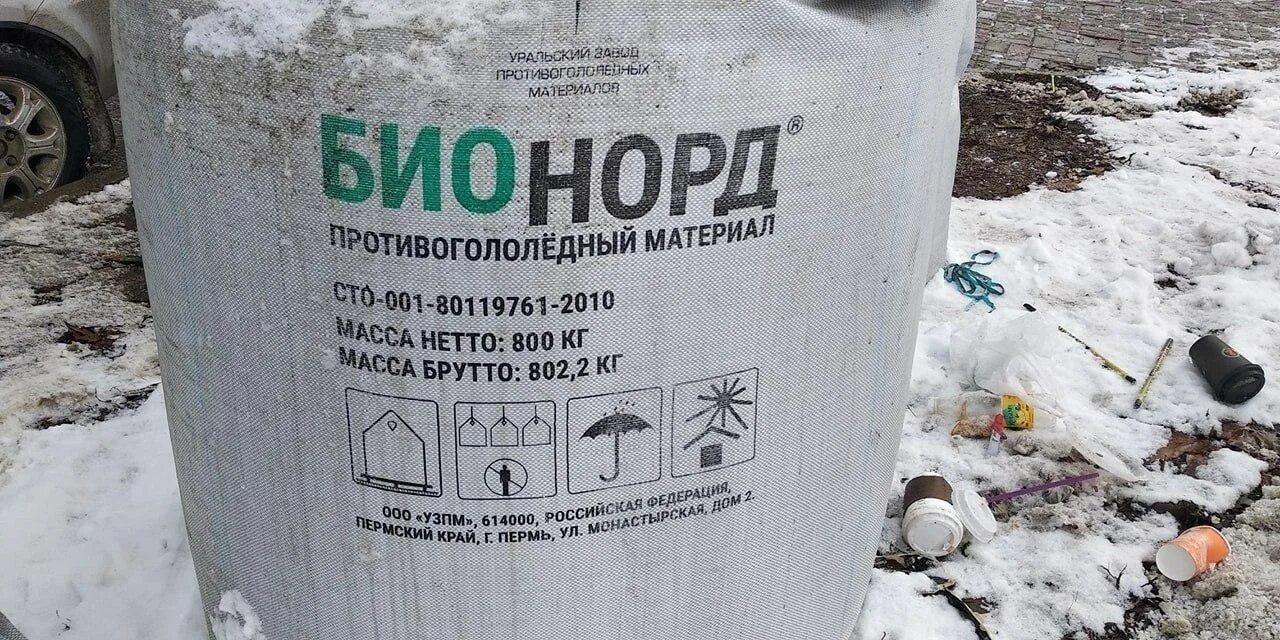 УРАЛЬСКИЙ ЗАВОД
ПРОТИВОГОЛОЛЕДНЫХ
МАТЕРИАЛОВ
БИОНОРД®
ПРОТИВОГОЛОЛЁДНЫЙ МАТЕРИАЛ
СТО-001-80119761-2010
МАССА НЕТТО: 800 КГ
МАССА БРУТТО: 802,2 КГ
ООО «УЗПМ», 614000, РОССИЙСКАЯ ФЕДЕРАЦИЯ,
ПЕРМСКИЙ КРАЙ, Г. ПЕРМЬ, УЛ. МОНАСТЫРСКАЯ, ДОМ 2.